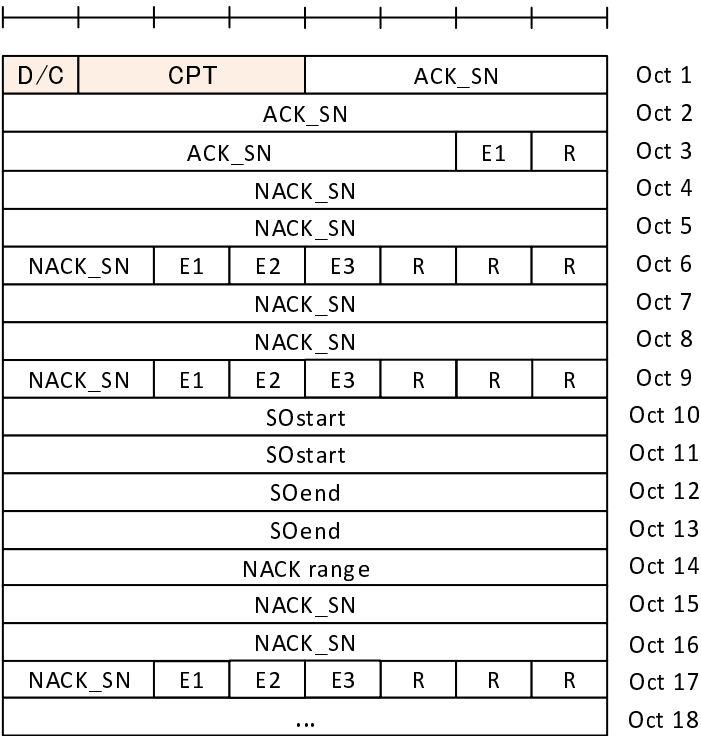 D/C CPT ACK_SN Oct 1
ACK_SN Oct 2
ACK_SN E1 R Oct 3
NACK_SN Oct 4
NACK_SN Oct 5
NACK_SN E1 E2 E3 R R R Oct 6
NACK_SN Oct 7
NACK_SN Oct 8
NACK_SN E1 E2 E3 R R R Oct 9
SOstart Oct 10
SOstart Oct 11
SOend Oct 12
SOend Oct 13
NACK range Oct 14
NACK_SN Oct 15
NACK_SN Oct 16
NACK_SN E1 E2 E3 R R R Oct 17
... Oct 18